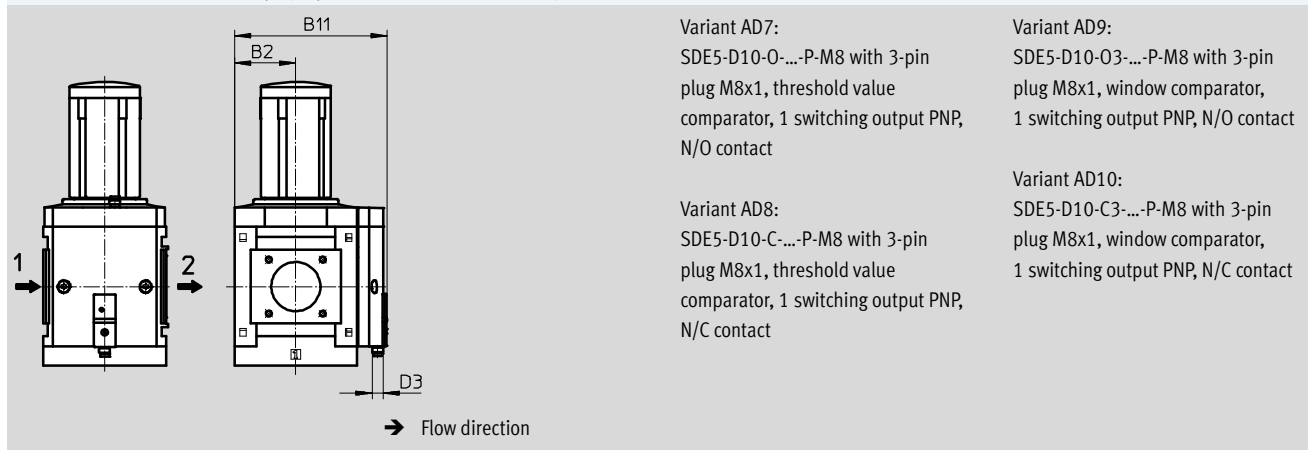 B11
B2
1
2
D3
➔ Flow direction
Variant AD7:
SDE5-D10-O-...-P-M8 with 3-pin
plug M8x1, threshold value
comparator, 1 switching output PNP,
N/O contact
Variant AD8:
SDE5-D10-C-...-P-M8 with 3-pin
plug M8x1, threshold value
comparator, 1 switching output PNP,
N/C contact
Variant AD9:
SDE5-D10-O3-...-P-M8 with 3-pin
plug M8x1, window comparator,
1 switching output PNP, N/O contact
Variant AD10:
SDE5-D10-C3-...-P-M8 with 3-pin
plug M8x1, window comparator,
1 switching output PNP, N/C contact